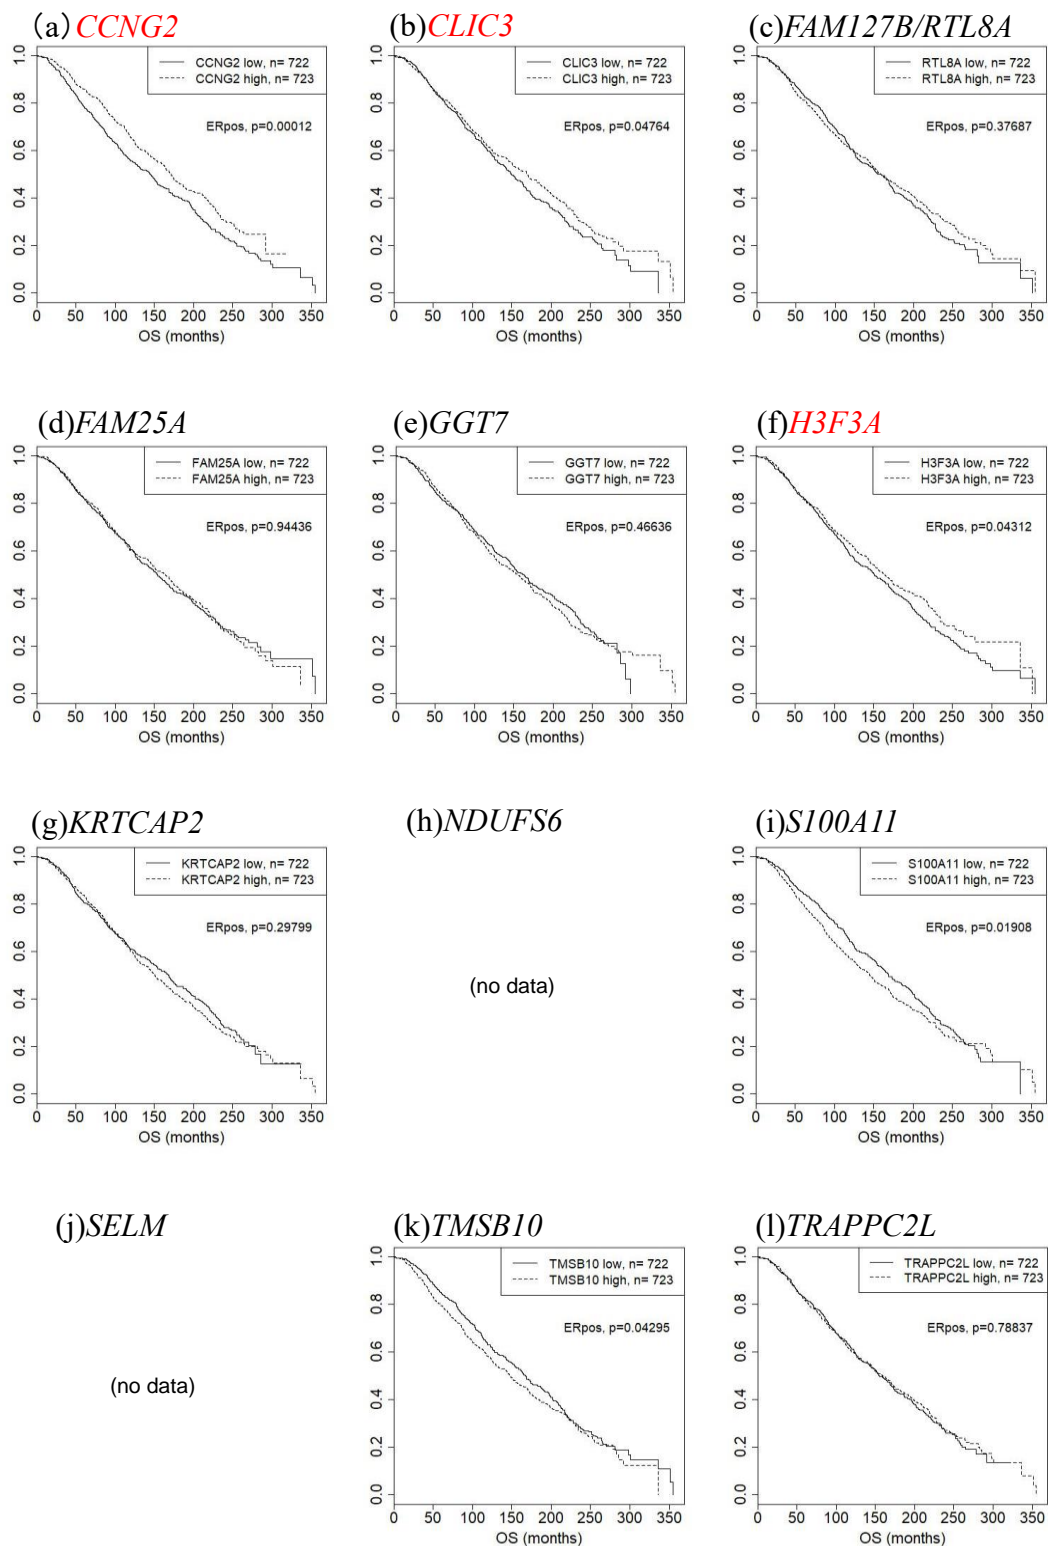 (a) CCNG2
CCNG2 low, n= 722
CCNG2 high, n= 723
ERpos, p=0.00012
1.0
0.8
0.6
0.4
0.2
0.0
0 50 100 150 200 250 300 350
OS (months)
(b) CLIC3
CLIC3 low, n= 722
CLIC3 high, n= 723
ERpos, p=0.04764
1.0
0.8
0.6
0.4
0.2
0.0
0 50 100 150 200 250 300 350
OS (months)
(c) FAM127B/RTL8A
RTL8A low, n= 722
RTL8A high, n= 723
ERpos, p=0.37687
1.0
0.8
0.6
0.4
0.2
0.0
0 50 100 150 200 250 300 350
OS (months)
(d)FAM25A
FAM25A low, n= 722
FAM25A high, n= 723
ERpos, p=0.94436
1.0
0.8
0.6
0.4
0.2
0.0
0 50 100 150 200 250 300 350
OS (months)
(e)GGT7
GGT7 low, n= 722
GGT7 high, n= 723
ERpos, p=0.46636
1.0
0.8
0.6
0.4
0.2
0.0
0 50 100 150 200 250 300 350
OS (months)
(f)H3F3A
H3F3A low, n= 722
H3F3A high, n= 723
ERpos, p=0.04312
1.0
0.8
0.6
0.4
0.2
0.0
0 50 100 150 200 250 300 350
OS (months)
(g)KRTCAP2
KRTCAP2 low, n= 722
KRTCAP2 high, n= 723
ERpos, p=0.29799
1.0
0.8
0.6
0.4
0.2
0.0
0 50 100 150 200 250 300 350
OS (months)
(h)NDUFS6
(no data)
(i)S100A11
S100A11 low, n= 722
S100A11 high, n= 723
ERpos, p=0.01908
1.0
0.8
0.6
0.4
0.2
0.0
0 50 100 150 200 250 300 350
OS (months)
(j)SELM
(no data)
(k)TMSB10
TMSB10 low, n= 722
TMSB10 high, n= 723
ERpos, p=0.04295
1.0
0.8
0.6
0.4
0.2
0.0
0 50 100 150 200 250 300 350
OS (months)
(l)TRAPPC2L
TRAPPC2L low, n= 722
TRAPPC2L high, n= 723
ERpos, p=0.78837
1.0
0.8
0.6
0.4
0.2
0.0
0 50 100 150 200 250 300 350
OS (months)